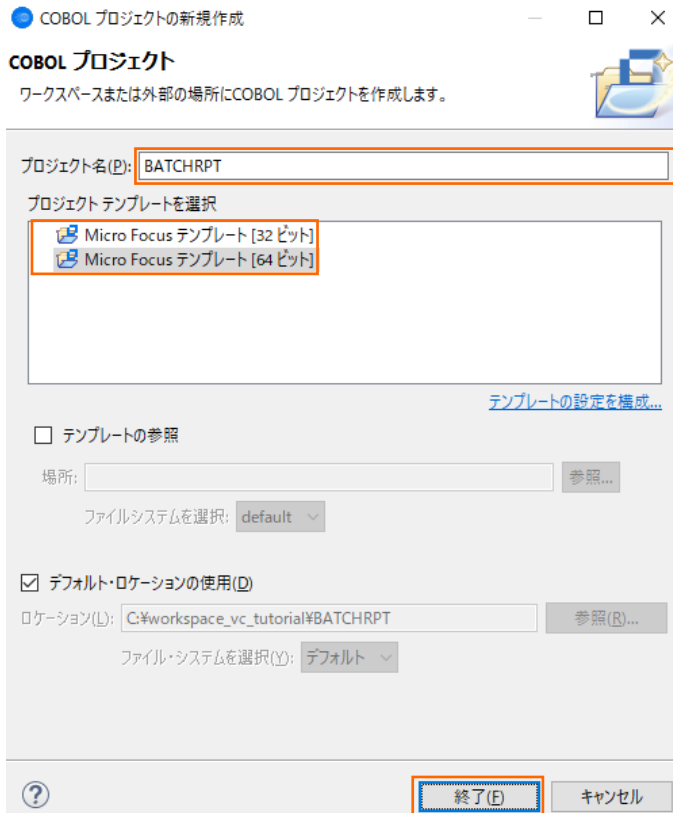 COBOL プロジェクトの新規作成
COBOL プロジェクト
ワークスペースまたは外部の場所にCOBOL プロジェクトを作成します。
プロジェクト名(P): BATCHRPT
プロジェクト テンプレートを選択
Micro Focus テンプレート [32 ビット]
Micro Focus テンプレート [64 ビット]
テンプレートの設定を構成...
テンプレートの参照
場所: 参照...
ファイルシステムを選択: default
デフォルト・ロケーションの使用(D)
ロケーション(L): C:¥workspace_vc_tutorial¥BATCHRPT 参照(R)...
ファイル・システムを選択(Y): デフォルト
? 終了(F) キャンセル